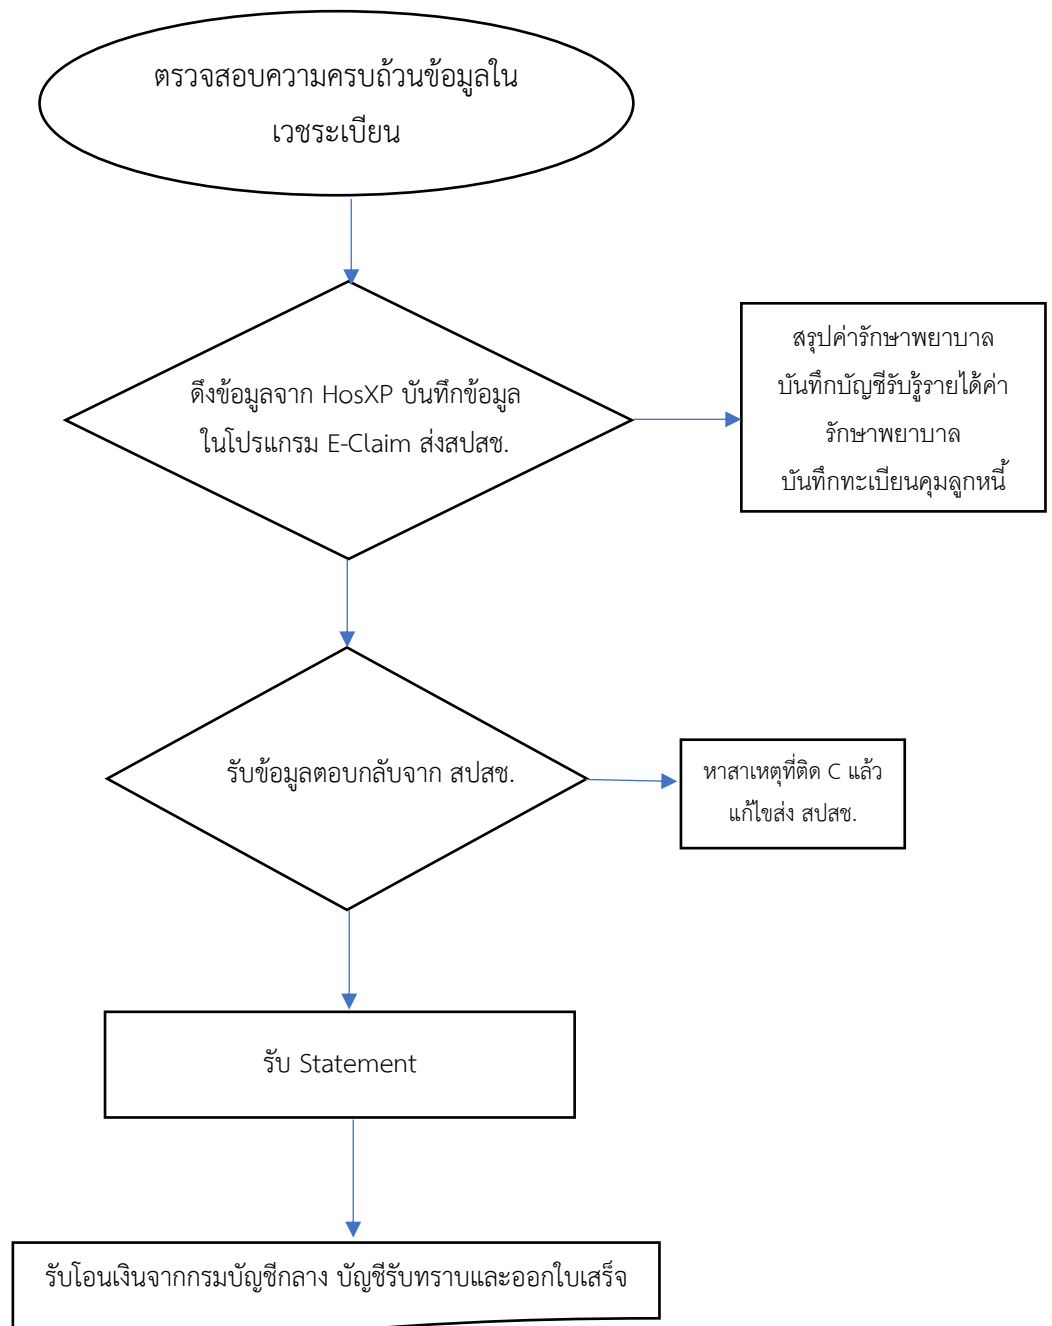 ตรวจสอบความครบถ้วนข้อมูลใน
เวชระเบียน
ดึงข้อมูลจาก HosXP บันทึกข้อมูล
ในโปรแกรม E-Claim ส่งสปสช.
สรุปค่ารักษาพยาบาล
บันทึกบัญชีรับรู้รายได้ค่า
รักษาพยาบาล
บันทึกทะเบียนคุมลูกหนี้
รับข้อมูลตอบกลับจาก สปสช.
หาสาเหตุที่ติด C แล้ว
แก้ไขส่ง สปสช.
รับ Statement
รับโอนเงินจากกรมบัญชีกลาง บัญชีรับทราบและออกใบเสร็จ